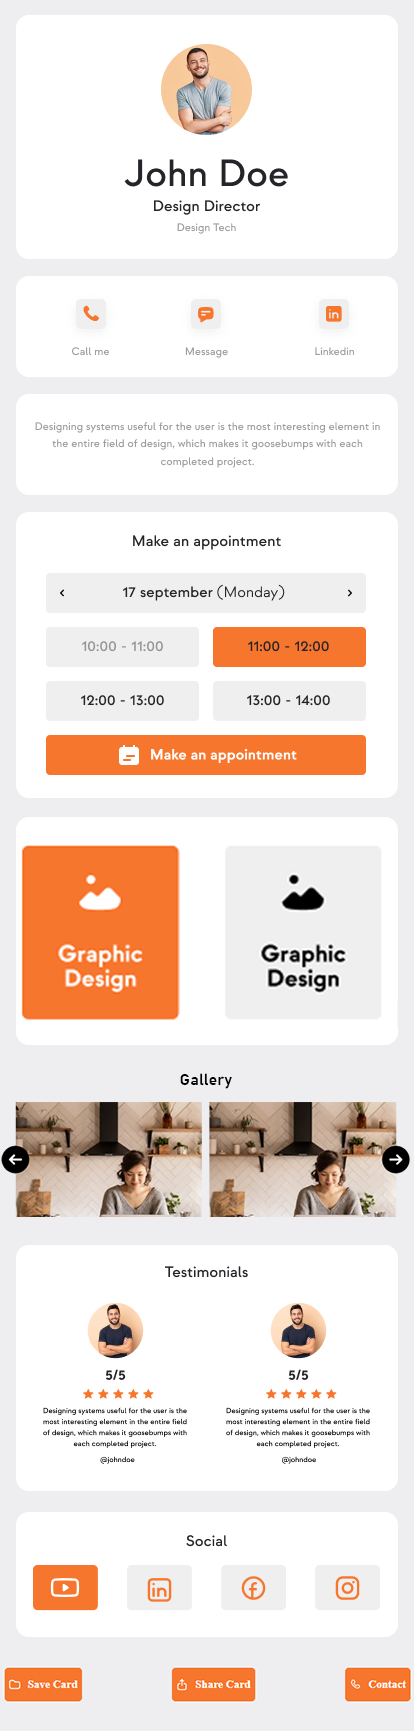 John Doe
Design Director
Design Tech
Call me
Message
Linkedin
Designing systems useful for the user is the most interesting element in
the entire field of design, which makes it goosebumps with each
completed project.
Make an appointment
17 september (Monday)
10:00 - 11:00
11:00 - 12:00
12:00 - 13:00
13:00 - 14:00
Make an appointment
Graphic
Design
Graphic
Design
Gallery
Testimonials
5/5
Designing systems useful for the user is the
most interesting element in the entire field
of design, which makes it goosebumps with
each completed project.
@johndoe
5/5
Designing systems useful for the user is the
most interesting element in the entire field
of design, which makes it goosebumps with
each completed project.
@johndoe
Social
Save Card
Share Card
Contact